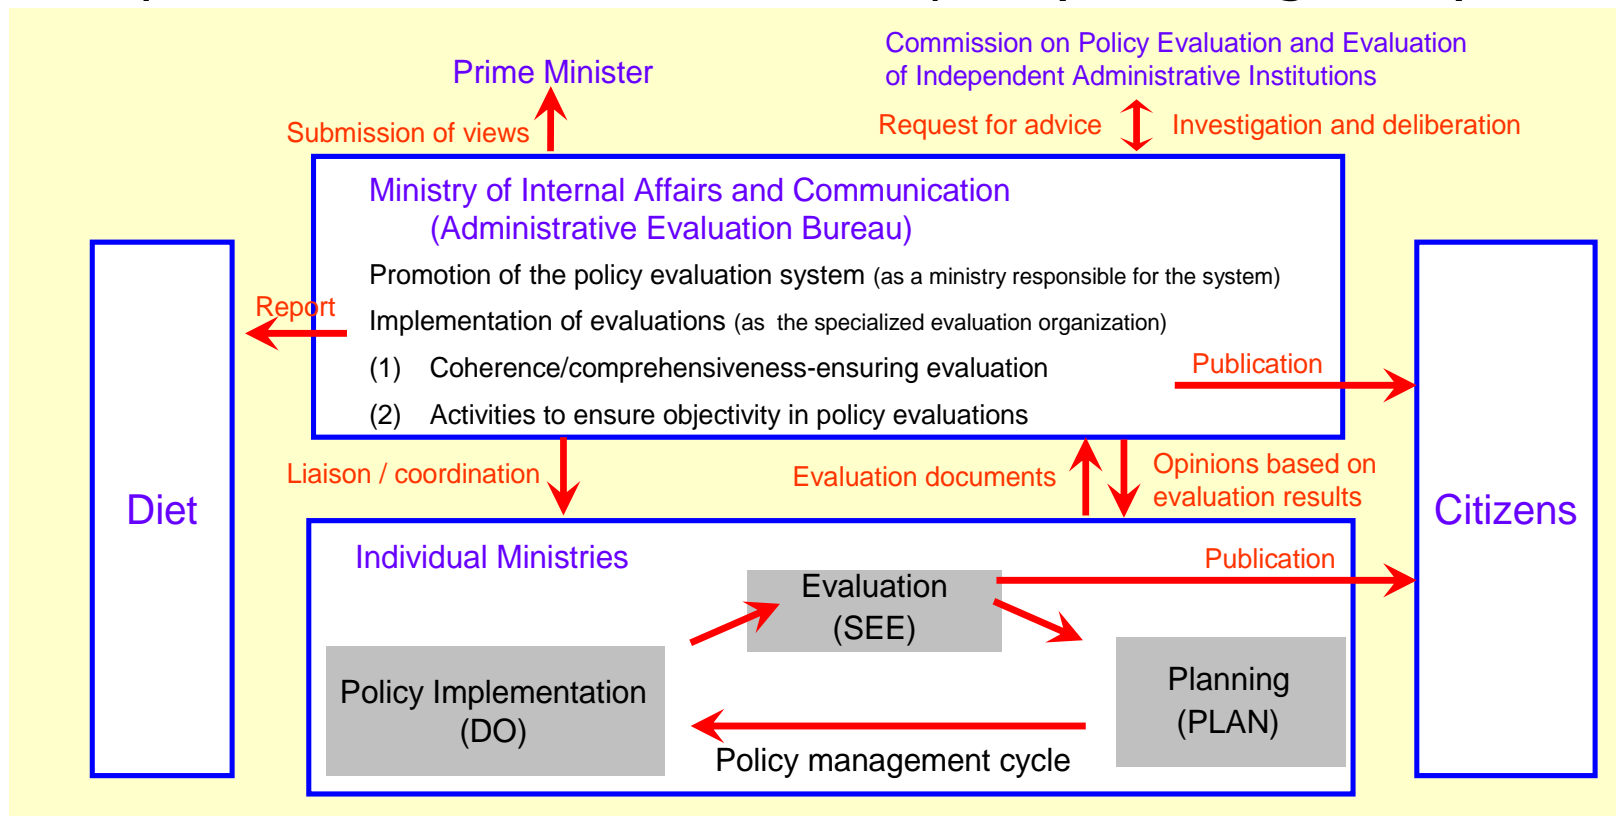 Commission on Policy Evaluation and Evaluation
of Independent Administrative Institutions
Prime Minister
Submission of views
Request for advice
Investigation and deliberation
Ministry of Internal Affairs and Communication
(Administrative Evaluation Bureau)
Promotion of the policy evaluation system (as a ministry responsible for the system)
Report
Implementation of evaluations (as the specialized evaluation organization)
(1) Coherence/comprehensiveness-ensuring evaluation
Publication
(2) Activities to ensure objectivity in policy evaluations
Liaison / coordination
Evaluation documents
Opinions based on
evaluation results
Diet
Citizens
Individual Ministries
Publication
Evaluation
(SEE)
Policy Implementation
(DO)
Planning
(PLAN)
Policy management cycle